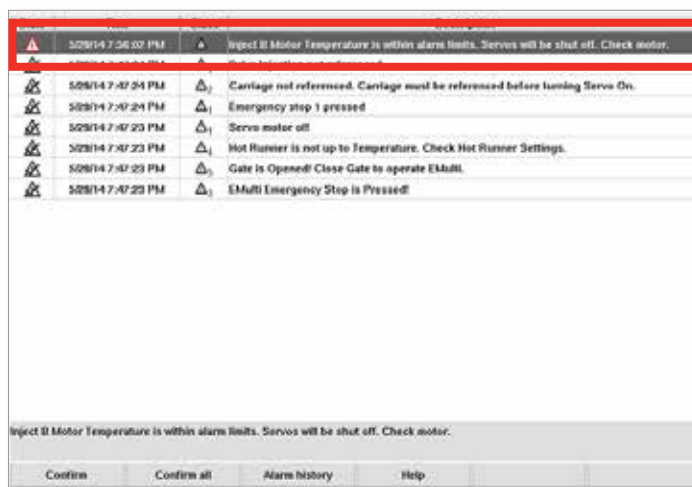 5/29/14 7:56:02 PM Inject B Motor Temperature is within alarm limits. Servos will be shut off. Check motor.
5/29/14 7:47:24 PM Carriage not referenced. Carriage must be referenced before turning Servo On.
5/29/14 7:47:24 PM Emergency stop 1 pressed
5/29/14 7:47:23 PM Servo motor off
5/29/14 7:47:23 PM Hot Runner is not up to Temperature. Check Hot Runner Settings.
5/29/14 7:47:23 PM Gate is Opened! Close Gate to operate EMulti.
5/29/14 7:47:23 PM EMulti Emergency Stop is Pressed!
Inject B Motor Temperature is within alarm limits. Servos will be shut off. Check motor.
Confirm Confirm all Alarm history Help